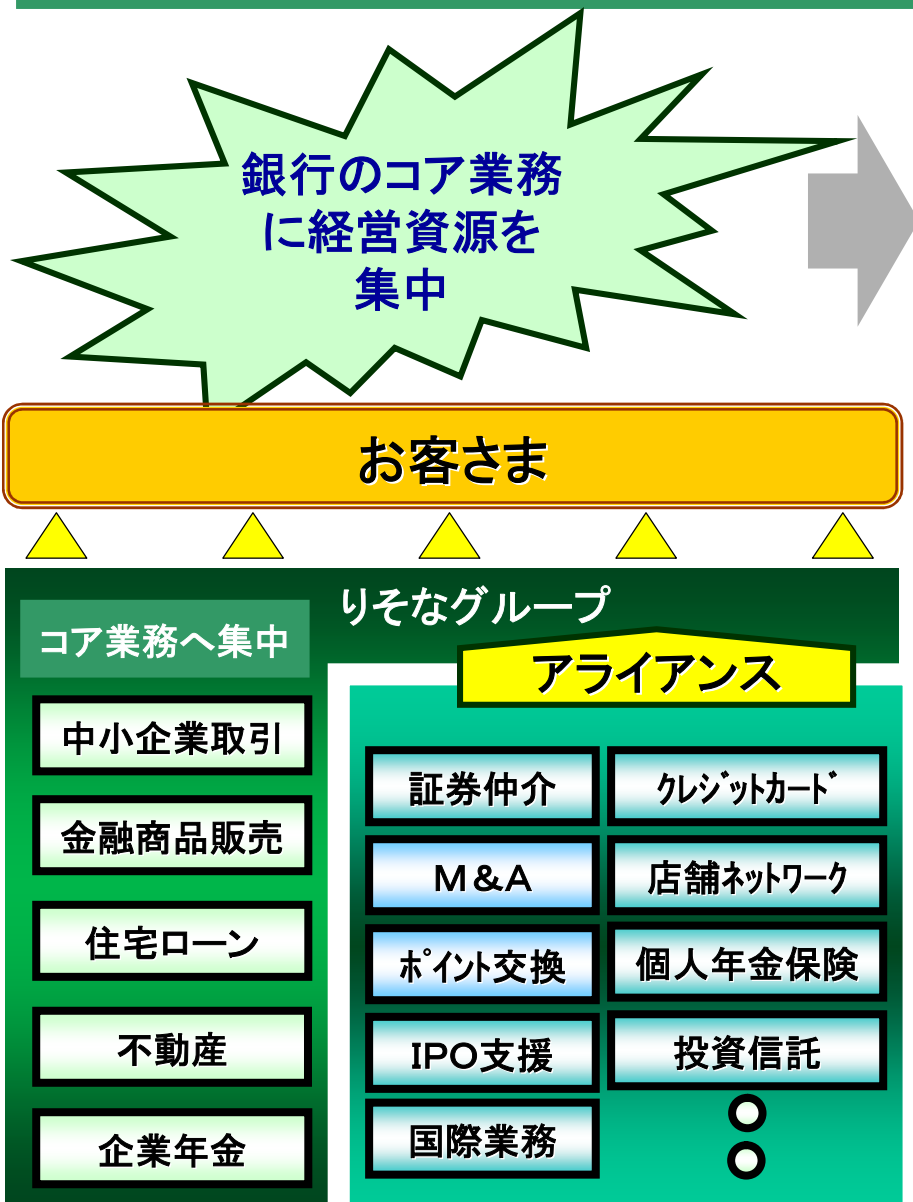 銀行のコア業務
に経営資源を
集中
お客さま
りそなグループ
コア業務へ集中
中小企業取引
金融商品販売
住宅ローン
不動産
企業年金
アライアンス
証券仲介
クレジットカード
M&A
店舗ネットワーク
ポイント交換
個人年金保険
IPO支援
投資信託
国際業務